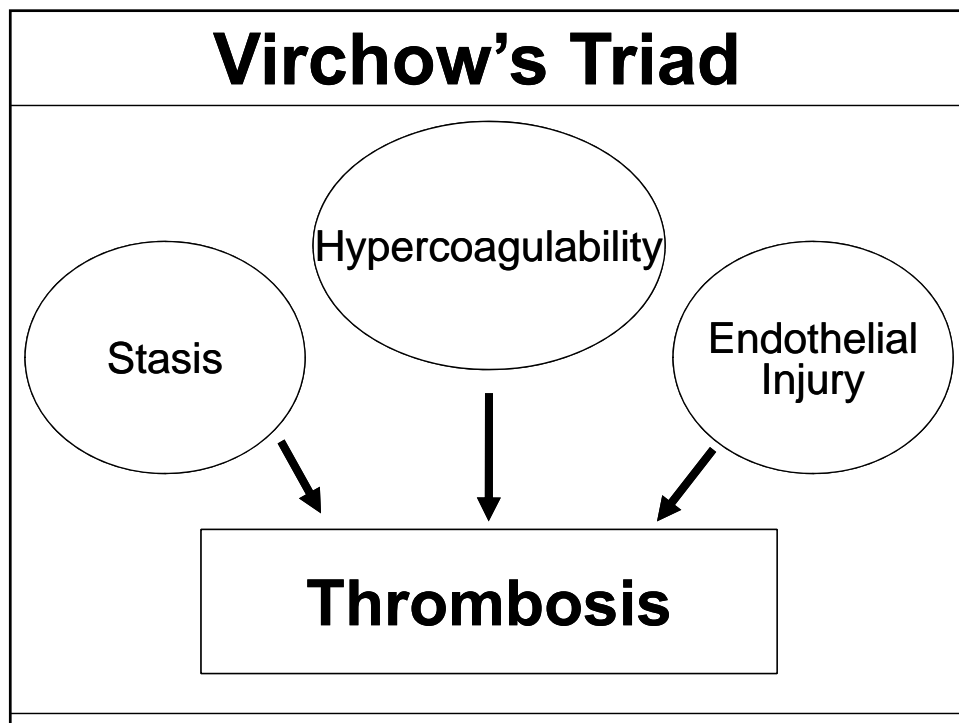 Virchow’s Triad
Hypercoagulability
Stasis
Endothelial
Injury
Thrombosis